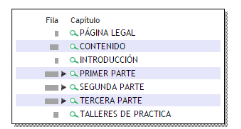 Fila Capítulo
PÁGINA LEGAL
CONTENIDO
INTRODUCCIÓN
PRIMER PARTE
SEGUNDA PARTE
TERCERA PARTE
TALLERES DE PRACTICA